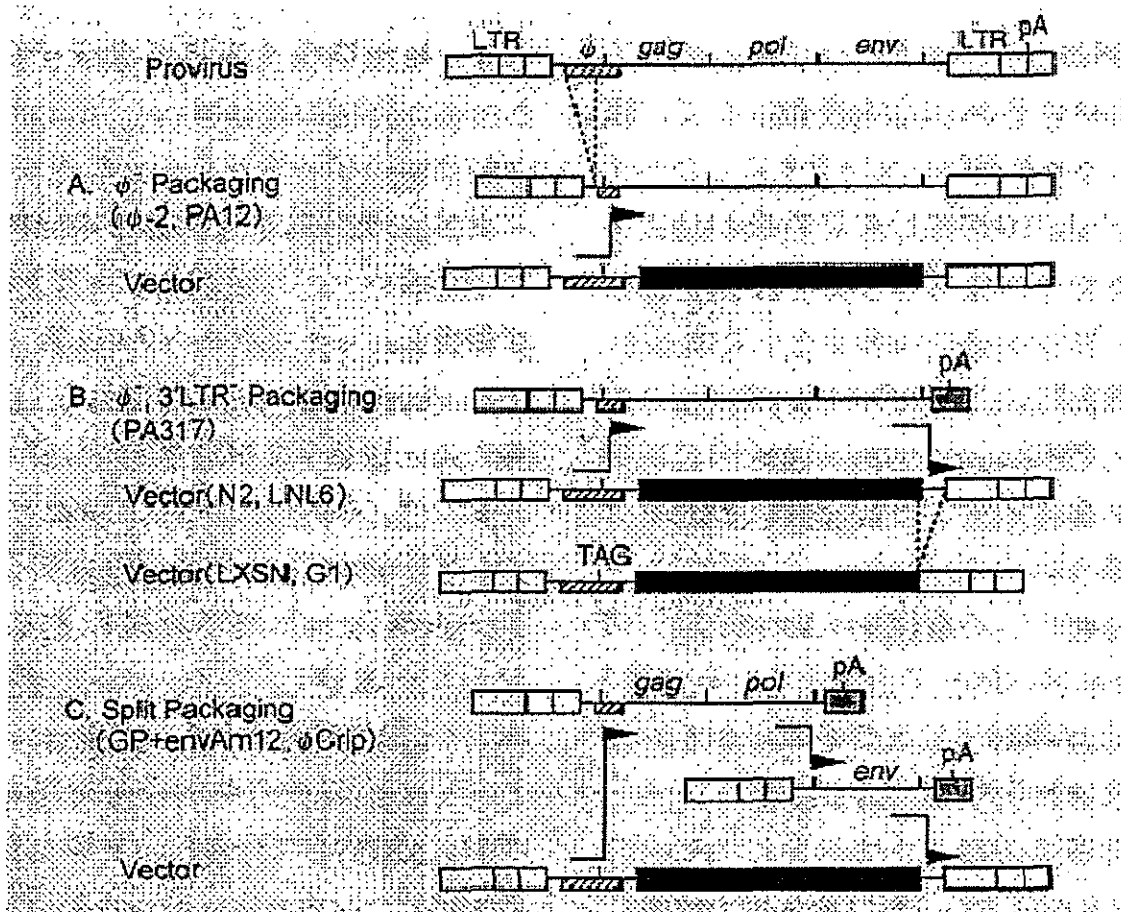 LTR ψ gag pol env LTR pA
Provirus
A. ψ⁻ Packaging
(ψ-2, PA12)
Vector
pA
B. ψ⁻, 3'LTR⁻ Packaging
(PA317)
Vector(N2, LNL6)
TAG
Vector(LXSN, G1)
gag pol pA
C. Split Packaging
(GP+envAm12, ψCrip)
env pA
Vector